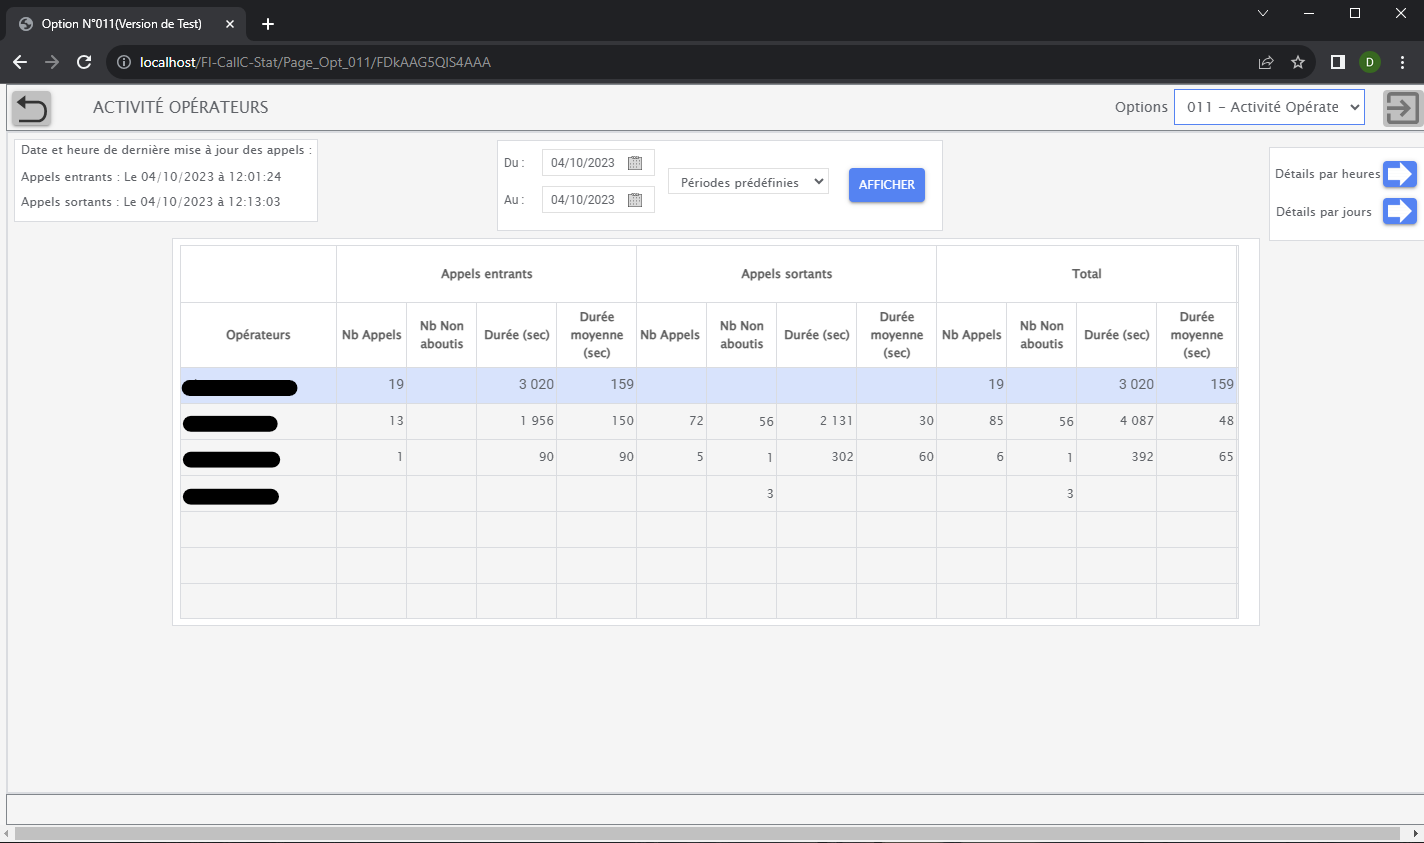 Option N°011(Version de Test)
localhost/FI-CallC-Stat/Page_Opt_011/FDkAAG5QIS4AAA
D
ACTIVITÉ OPÉRATEURS
Options 011 - Activité Opérate
Date et heure de dernière mise à jour des appels :
Appels entrants : Le 04/10/2023 à 12:01:24
Appels sortants : Le 04/10/2023 à 12:13:03
Du : 04/10/2023
Au : 04/10/2023
Périodes prédéfinies
AFFICHER
Détails par heures
Détails par jours
Appels entrants Appels sortants Total
Opérateurs Nb Appels Nb Non aboutis Durée (sec) Durée moyenne (sec) Nb Appels Nb Non aboutis Durée (sec) Durée moyenne (sec) Nb Appels Nb Non aboutis Durée (sec) Durée moyenne (sec)
19 3 020 159 19 3 020 159
13 1 956 150 72 56 2 131 30 85 56 4 087 48
1 90 90 5 1 302 60 6 1 392 65
3 3